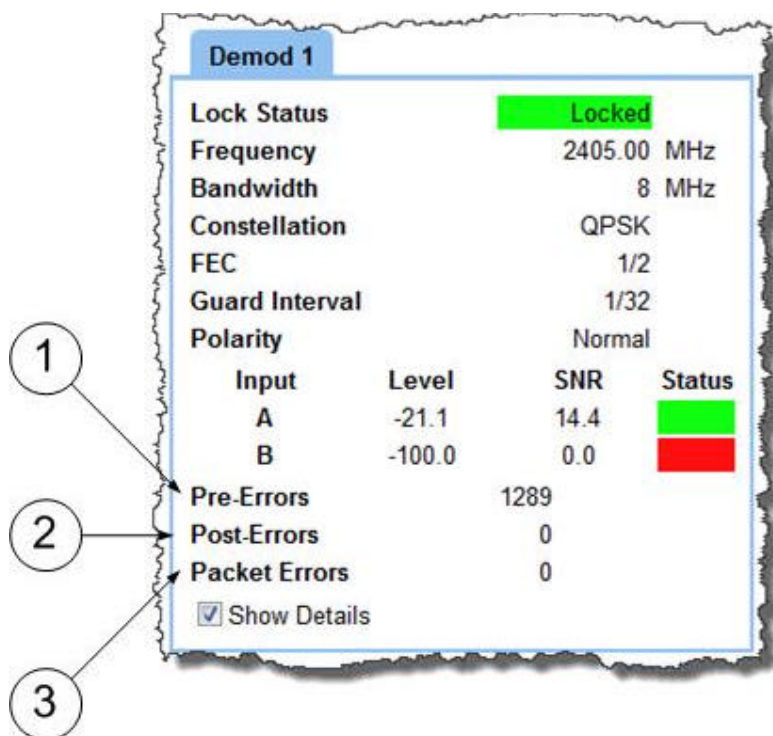 Demod 1
Lock Status Locked
Frequency 2405.00 MHz
Bandwidth 8 MHz
Constellation QPSK
FEC 1/2
Guard Interval 1/32
Polarity Normal
Input Level SNR Status
A -21.1 14.4
B -100.0 0.0
1
Pre-Errors 1289
2
Post-Errors 0
3
Packet Errors 0
Show Details